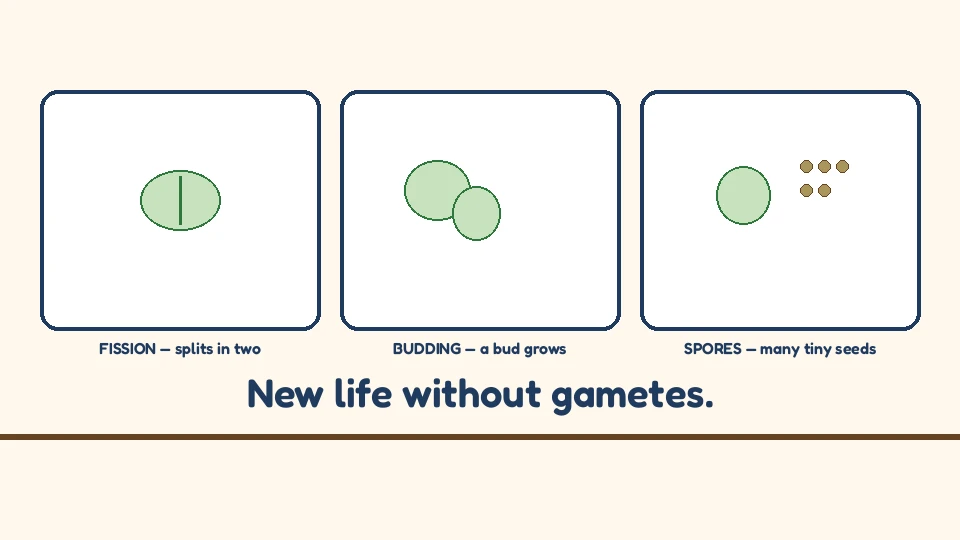 FISSION — splits in two
BUDDING — a bud grows
SPORES — many tiny seeds
New life without gametes.